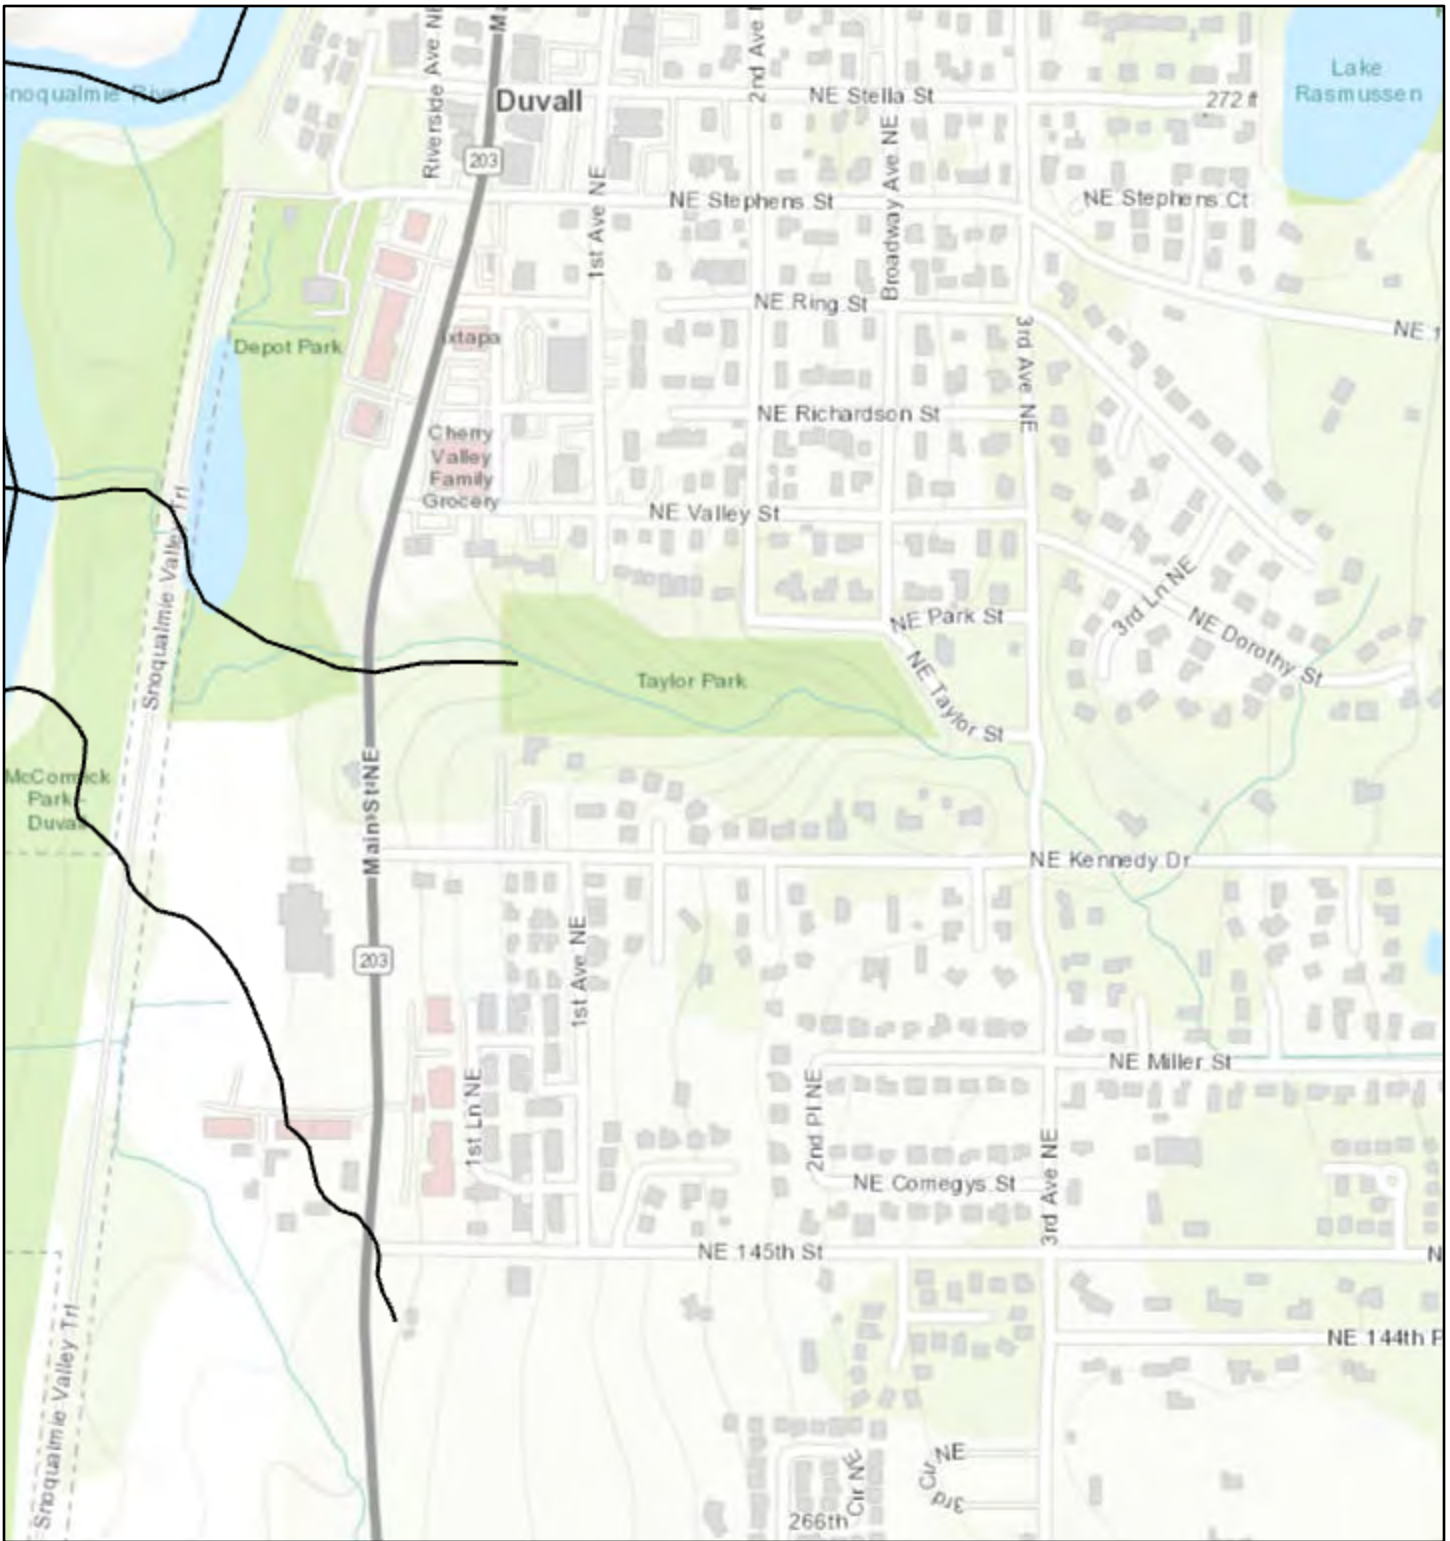 Riverside Ave NE
2nd Ave
Duvall
NE Stella St
272 ft
Lake
Rasmussen
Snoqualmie River
203
Broadway Ave NE
1st Ave NE
NE Stephens St
NE Stephens Ct
NE Ring St
NE 1
Depot Park
Ixtapa
3rd Ave NE
NE Richardson St
Cherry
Valley
Family
Grocery
NE Valley St
Snoqualmie Valley Trl
3rd Ln NE
NE Park St
NE Dorothy St
NE Taylor St
Taylor Park
McCormick
Park -
Duvall
Main St NE
NE Kennedy Dr
203
1st Ave NE
NE Miller St
1st Ln NE
2nd Pl NE
3rd Ave NE
NE Comegys St
NE 145th St
N
NE 144th P
Snoqualmie Valley Trl
3rd Cir NE
266th
Cir NE